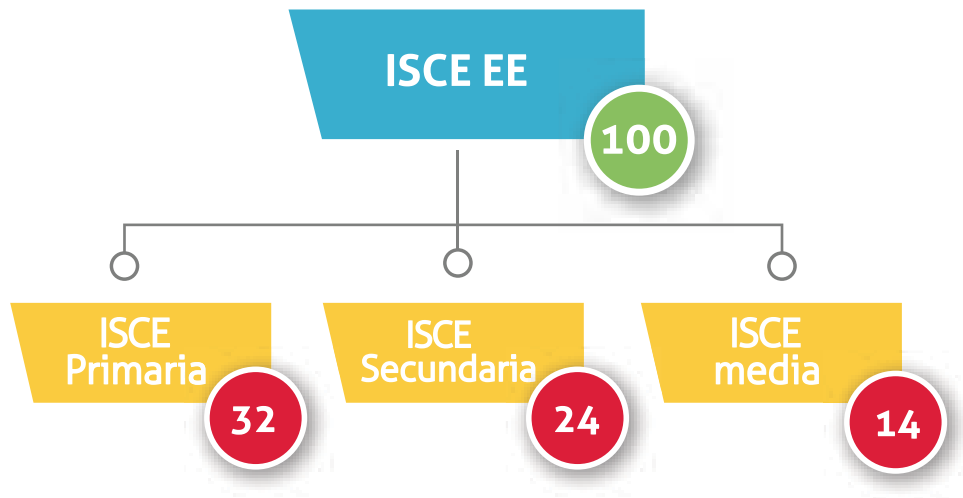 ISCE EE
100
ISCE
Primaria
32
ISCE
Secundaria
24
ISCE
media
14